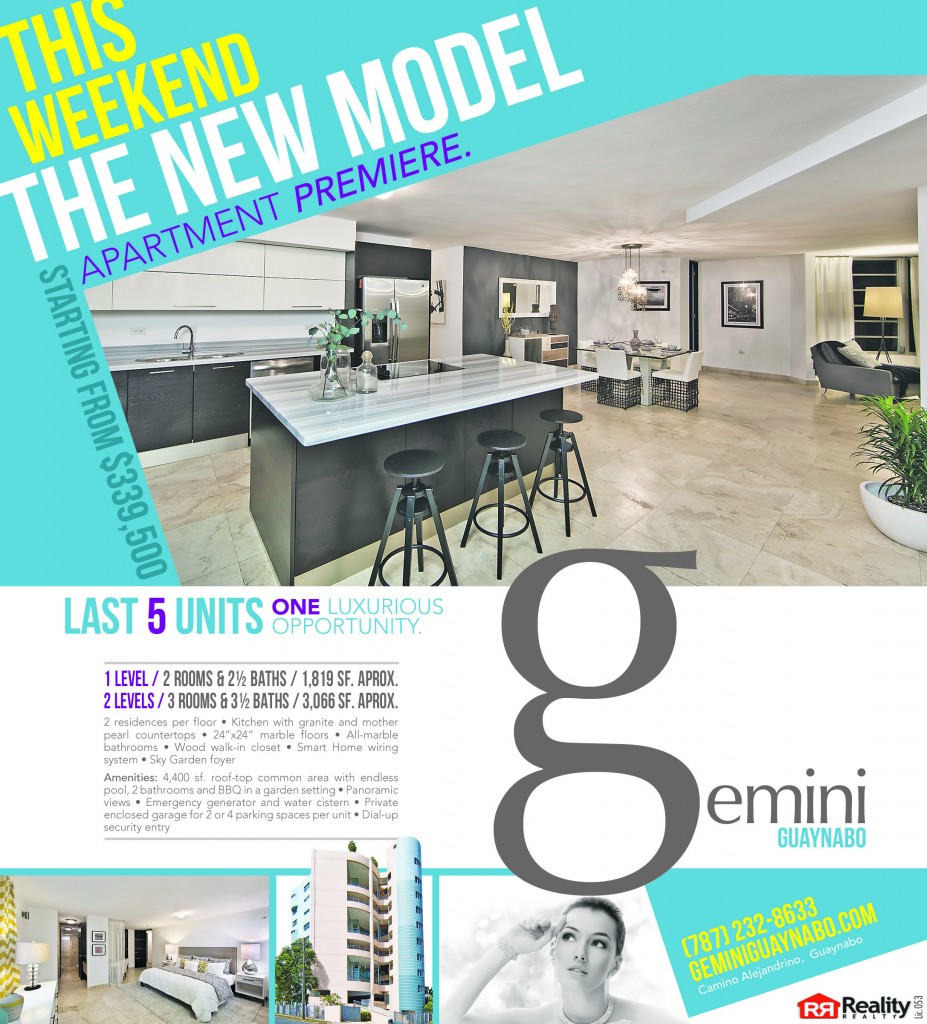 THIS
WEEKEND
THE NEW MODEL
APARTMENT PREMIERE.
STARTING FROM $339,500
LAST 5 UNITS ONE LUXURIOUS
OPPORTUNITY.
1 LEVEL / 2 ROOMS & 2½ BATHS / 1,819 SF. APROX.
2 LEVELS / 3 ROOMS & 3½ BATHS / 3,066 SF. APROX.
2 residences per floor • Kitchen with granite and mother
pearl countertops • 24”x24” marble floors • All-marble
bathrooms • Wood walk-in closet • Smart Home wiring
system • Sky Garden foyer
Amenities: 4,400 sf. roof-top common area with endless
pool, 2 bathrooms and BBQ in a garden setting • Panoramic
views • Emergency generator and water cistern • Private
enclosed garage for 2 or 4 parking spaces per unit • Dial-up
security entry
gemini
GUAYNABO
(787) 232-8633
GEMINIGUAYNABO.COM
Camino Alejandrino, Guaynabo
RR Reality
REALTY
Lic.053